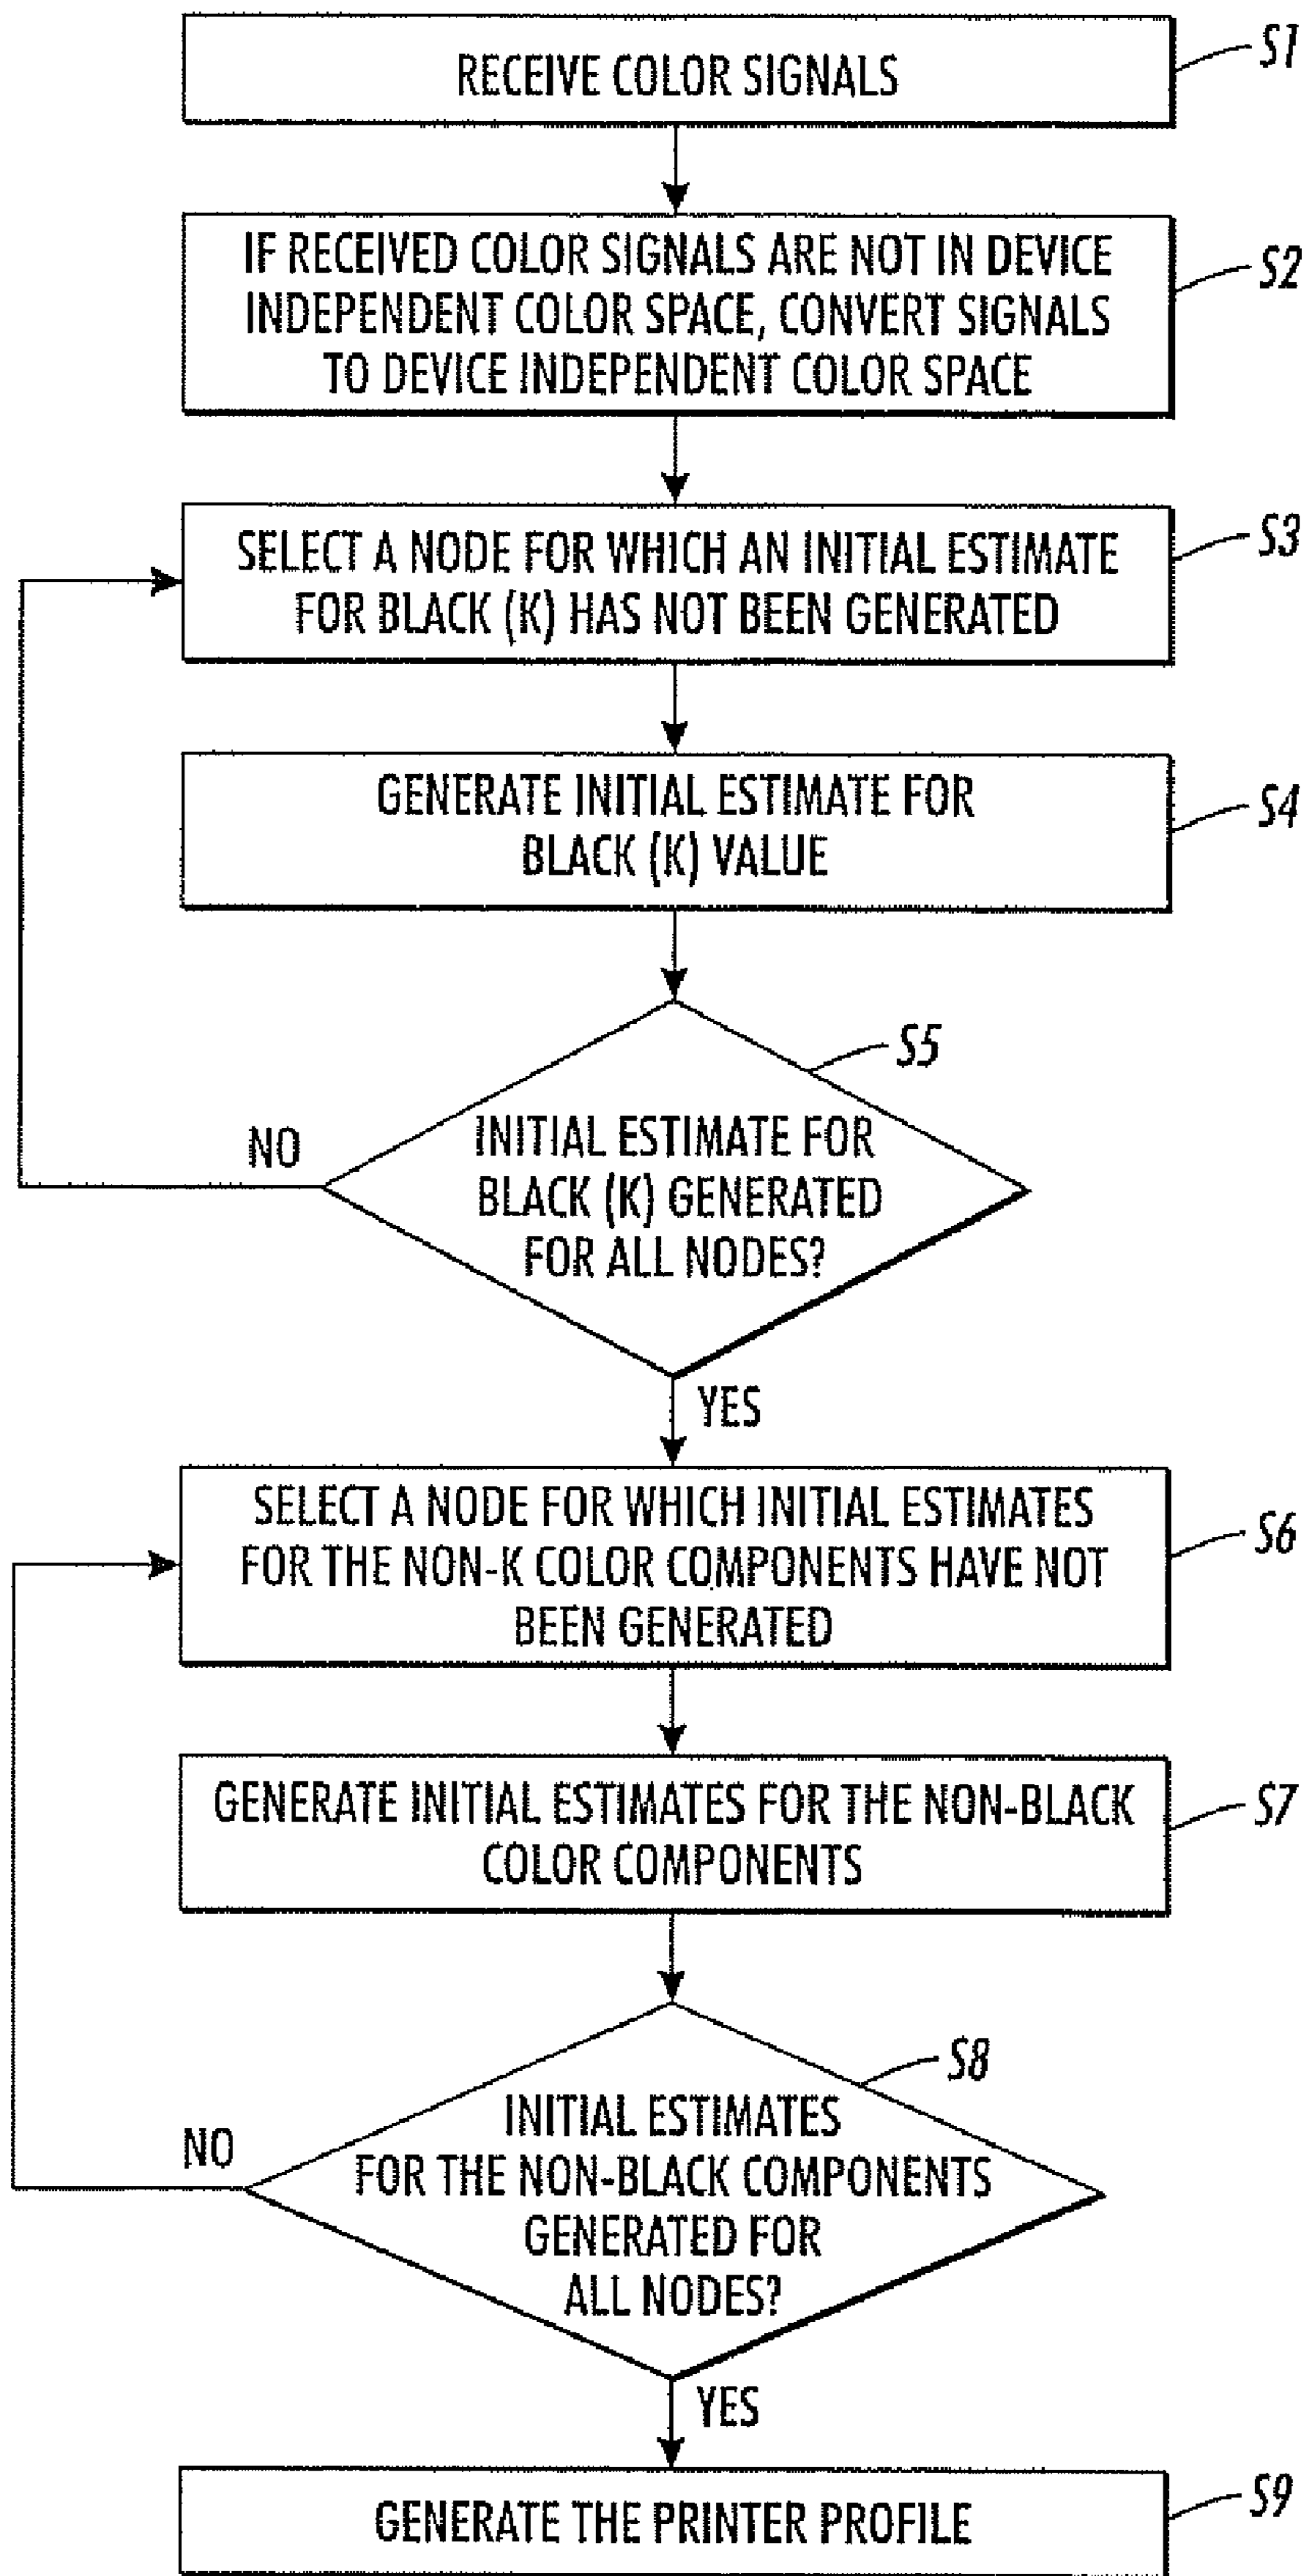 RECEIVE COLOR SIGNALS
S1
IF RECEIVED COLOR SIGNALS ARE NOT IN DEVICE
INDEPENDENT COLOR SPACE, CONVERT SIGNALS
TO DEVICE INDEPENDENT COLOR SPACE
S2
SELECT A NODE FOR WHICH AN INITIAL ESTIMATE
FOR BLACK (K) HAS NOT BEEN GENERATED
S3
GENERATE INITIAL ESTIMATE FOR
BLACK (K) VALUE
S4
S5
INITIAL ESTIMATE FOR
BLACK (K) GENERATED
FOR ALL NODES?
NO
YES
SELECT A NODE FOR WHICH INITIAL ESTIMATES
FOR THE NON-K COLOR COMPONENTS HAVE NOT
BEEN GENERATED
S6
GENERATE INITIAL ESTIMATES FOR THE NON-BLACK
COLOR COMPONENTS
S7
S8
INITIAL ESTIMATES
FOR THE NON-BLACK COMPONENTS
GENERATED FOR
ALL NODES?
NO
YES
GENERATE THE PRINTER PROFILE
S9